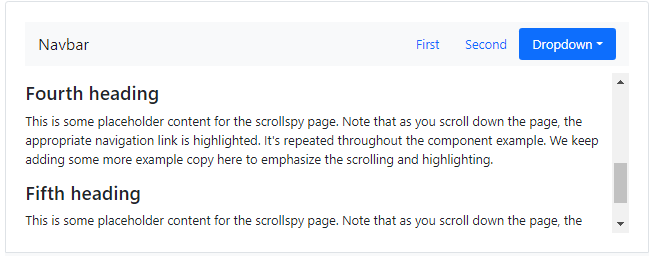 Navbar First Second Dropdown
Fourth heading
This is some placeholder content for the scrollspy page. Note that as you scroll down the page, the
appropriate navigation link is highlighted. It's repeated throughout the component example. We keep
adding some more example copy here to emphasize the scrolling and highlighting.
Fifth heading
This is some placeholder content for the scrollspy page. Note that as you scroll down the page, the